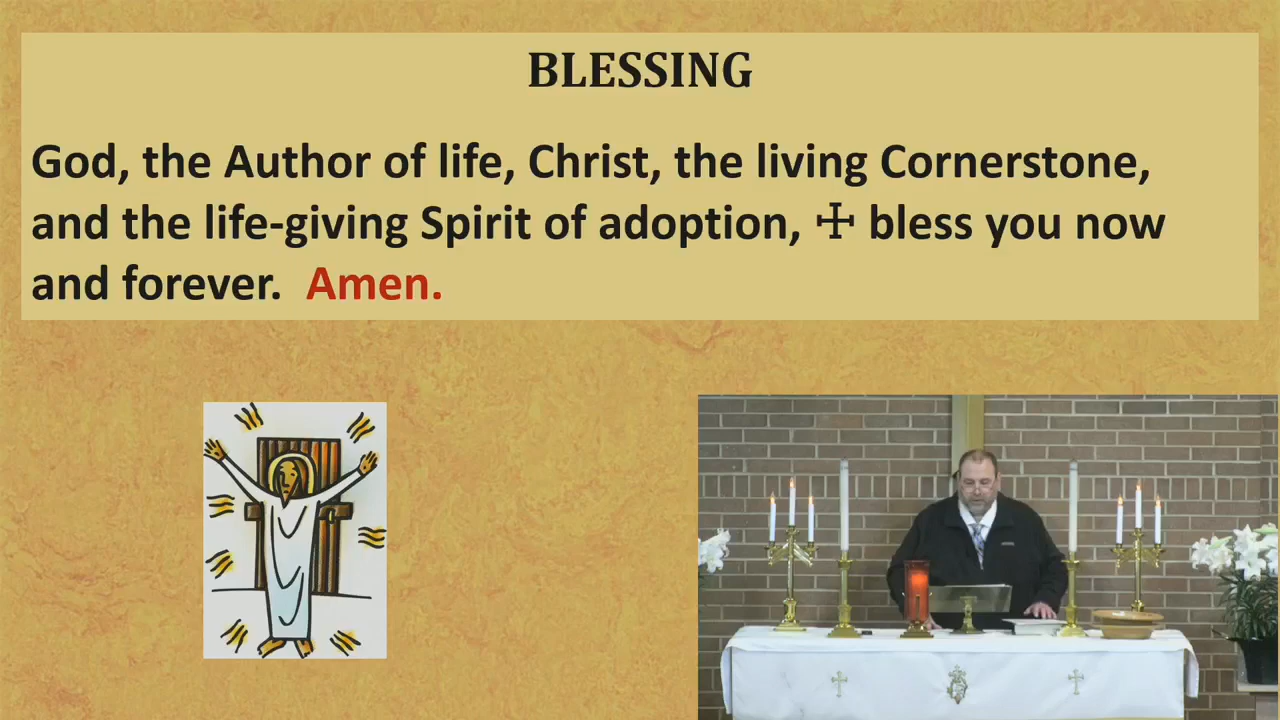 BLESSING
God, the Author of life, Christ, the living Cornerstone,
and the life-giving Spirit of adoption, ☩ bless you now
and forever. Amen.